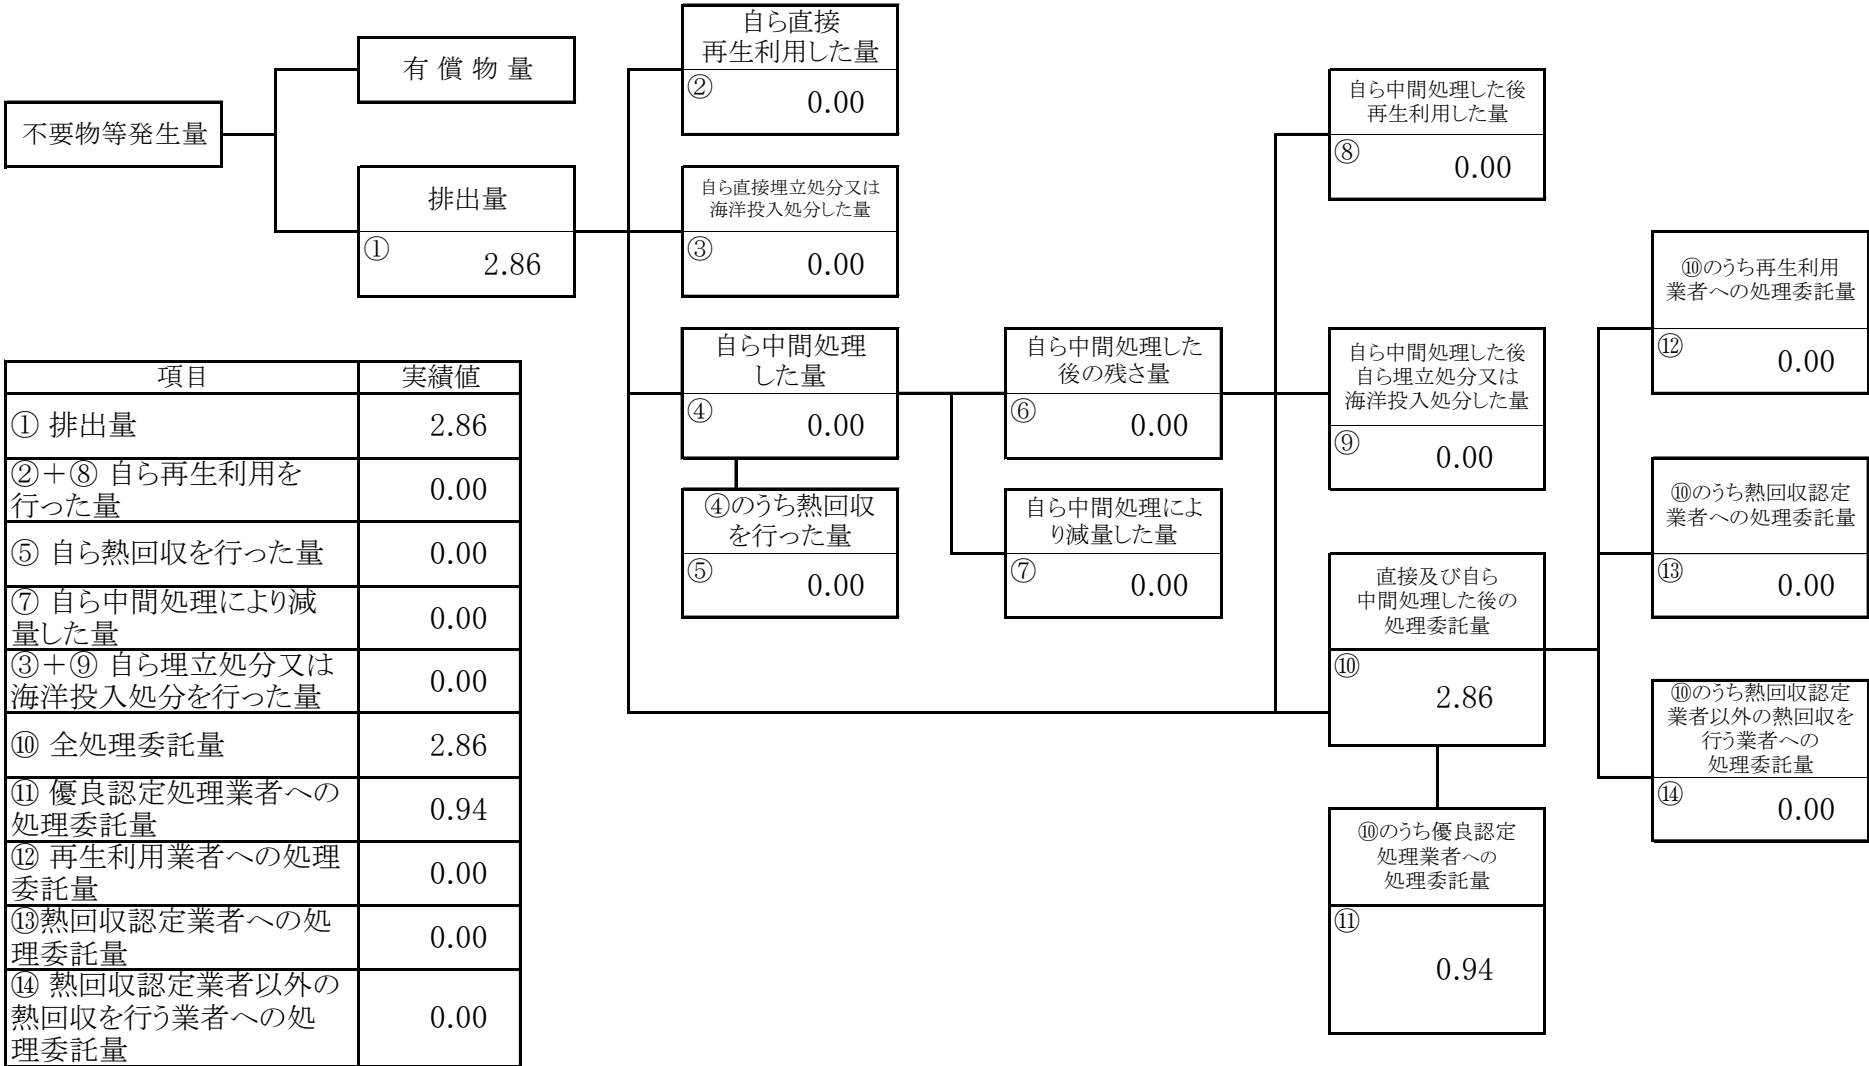 不要物等発生量
有 償 物 量
排出量
①
2.86
自ら直接
再生利用した量
②
0.00
自ら直接埋立処分又は
海洋投入処分した量
③
0.00
自ら中間処理
した量
④
0.00
④のうち熱回収
を行った量
⑤
0.00
自ら中間処理した
後の残さ量
⑥
0.00
自ら中間処理によ
り減量した量
⑦
0.00
自ら中間処理した後
再生利用した量
⑧
0.00
自ら中間処理した後
自ら埋立処分又は
海洋投入処分した量
⑨
0.00
直接及び自ら
中間処理した後の
処理委託量
⑩
2.86
⑩のうち優良認定
処理業者への
処理委託量
⑪
0.94
⑩のうち再生利用
業者への処理委託量
⑫
0.00
⑩のうち熱回収認定
業者への処理委託量
⑬
0.00
⑩のうち熱回収認定
業者以外の熱回収を
行う業者への
処理委託量
⑭
0.00
項目 実績値
① 排出量 2.86
②＋⑧ 自ら再生利用を
行った量 0.00
⑤ 自ら熱回収を行った量 0.00
⑦ 自ら中間処理により減
量した量 0.00
③＋⑨ 自ら埋立処分又は
海洋投入処分を行った量 0.00
⑩ 全処理委託量 2.86
⑪ 優良認定処理業者への
処理委託量 0.94
⑫ 再生利用業者への処理
委託量 0.00
⑬熱回収認定業者への処
理委託量 0.00
⑭ 熱回収認定業者以外の
熱回収を行う業者への処
理委託量 0.00